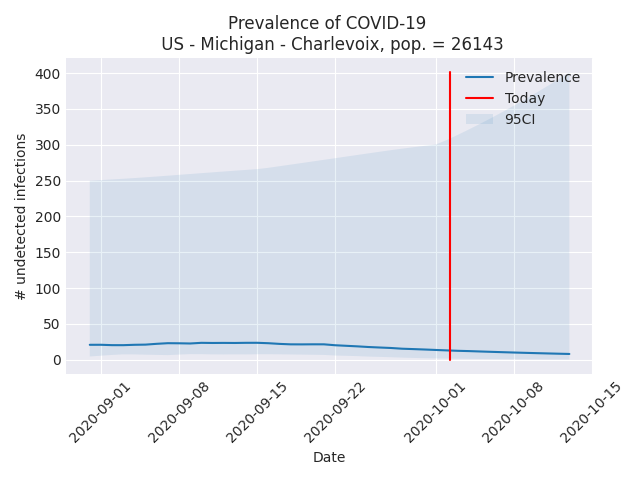 Prevalence of COVID-19
US - Michigan - Charlevoix, pop. = 26143
400
350
300
250
200
150
100
50
0
# undetected infections
Prevalence
Today
95CI
2020-09-01
2020-09-08
2020-09-15
2020-09-22
2020-10-01
2020-10-08
2020-10-15
Date